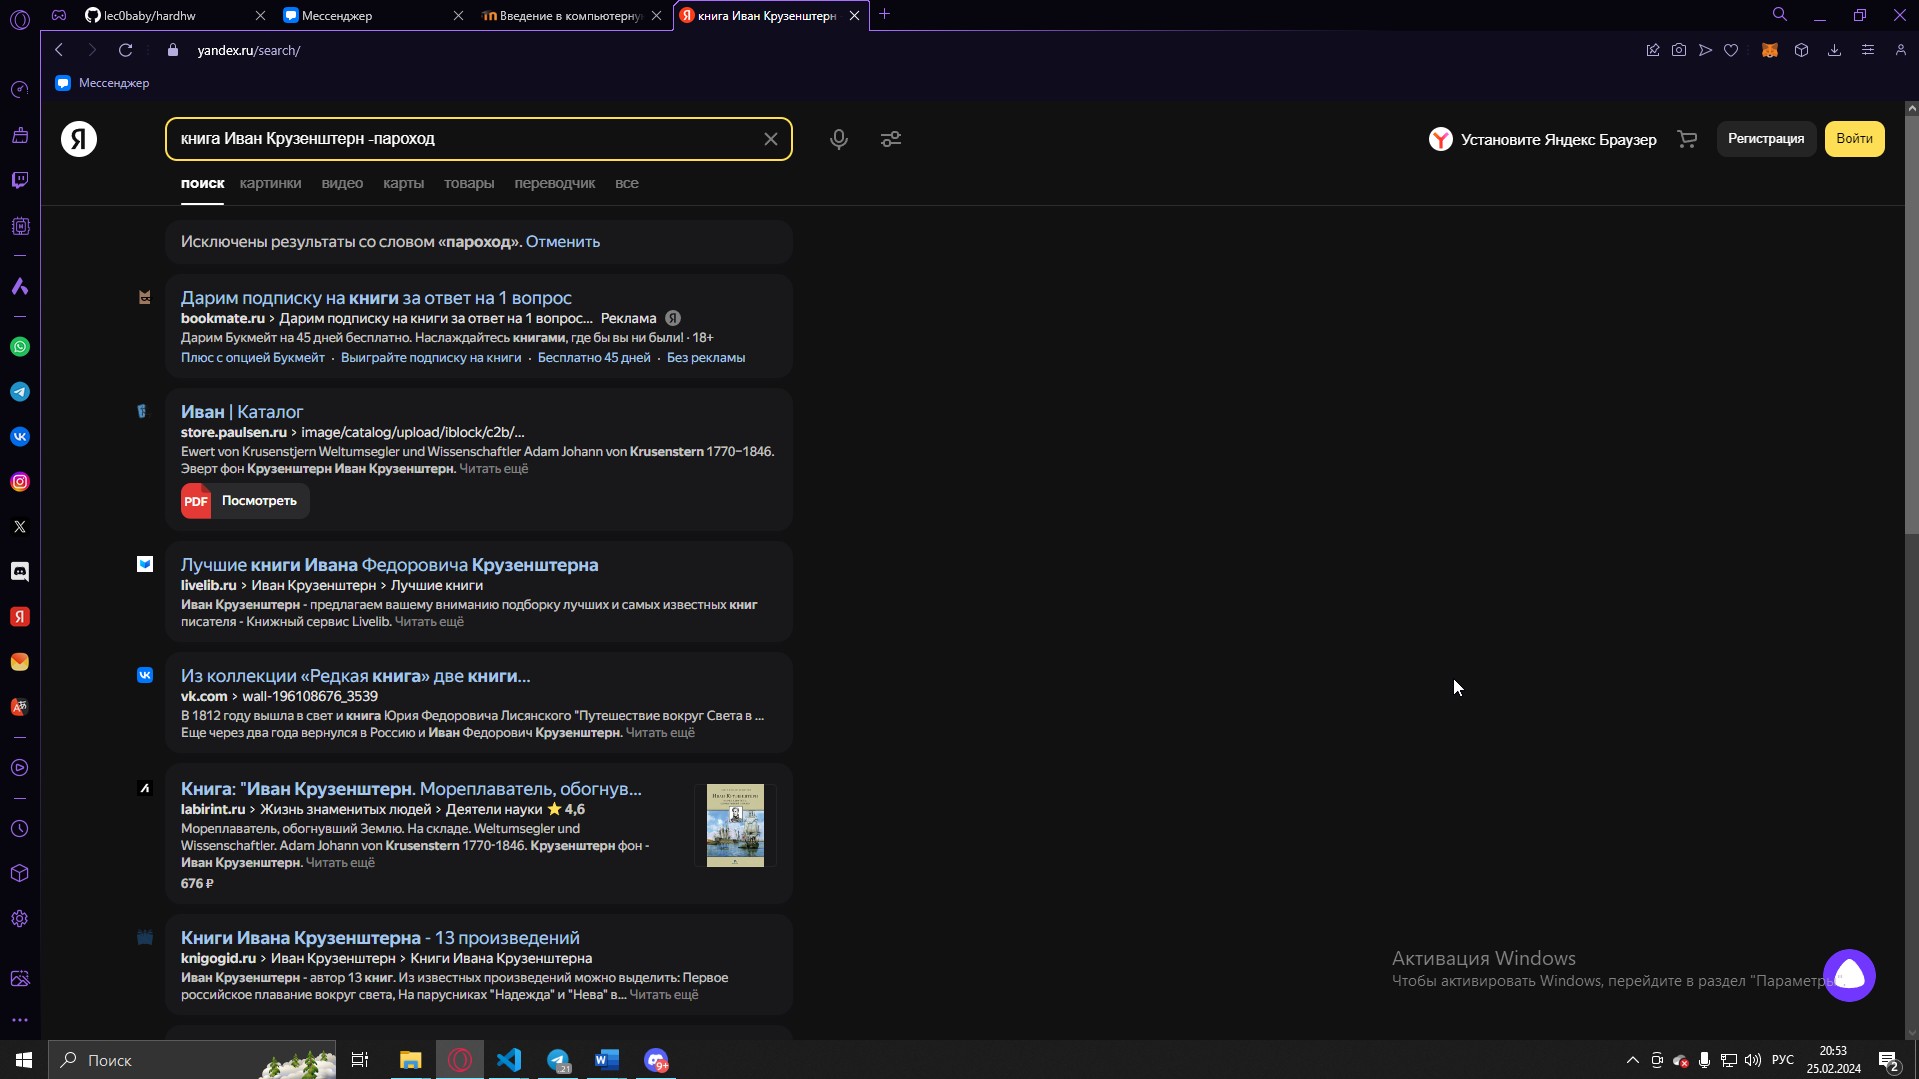 lec0baby/hardhw
Мессенджер
Введение в компьютерну
книга Иван Крузенштерн
yandex.ru/search/
Мессенджер
Я
книга Иван Крузенштерн -пароход
Установите Яндекс Браузер
Регистрация
Войти
поиск картинки видео карты товары переводчик все
Исключены результаты со словом «пароход». Отменить
Дарим подписку на книги за ответ на 1 вопрос
bookmate.ru › Дарим подписку на книги за ответ на 1 вопрос... Реклама Я
Дарим Букмейт на 45 дней бесплатно. Наслаждайтесь книгами, где бы вы ни были! · 18+
Плюс с опцией Букмейт · Выиграйте подписку на книги · Бесплатно 45 дней · Без рекламы
Иван | Каталог
store.paulsen.ru › image/catalog/upload/iblock/c2b/...
Ewert von Krusenstjern Weltumsegler und Wissenschaftler Adam Johann von Krusenstern 1770–1846.
Эверт фон Крузенштерн Иван Крузенштерн. Читать ещё
PDF Посмотреть
Лучшие книги Ивана Федоровича Крузенштерна
livelib.ru › Иван Крузенштерн › Лучшие книги
Иван Крузенштерн - предлагаем вашему вниманию подборку лучших и самых известных книг
писателя - Книжный сервис Livelib. Читать ещё
Из коллекции «Редкая книга» две книги...
vk.com › wall-196108676_3539
В 1812 году вышла в свет и книга Юрия Федоровича Лисянского "Путешествие вокруг Света в ...
Еще через два года вернулся в Россию и Иван Федорович Крузенштерн. Читать ещё
Книга: "Иван Крузенштерн. Мореплаватель, обогнув...
labirint.ru › Жизнь знаменитых людей › Деятели науки 4,6
Мореплаватель, обогнувший Землю. На складе. Weltumsegler und
Wissenschaftler. Adam Johann von Krusenstern 1770-1846. Крузенштерн фон -
Иван Крузенштерн. Читать ещё
676 ₽
Книги Ивана Крузенштерна - 13 произведений
knigogid.ru › Иван Крузенштерн › Книги Ивана Крузенштерна
Иван Крузенштерн - автор 13 книг. Из известных произведений можно выделить: Первое
российское плавание вокруг света, На парусниках "Надежда" и "Нева" в... Читать ещё
Активация Windows
Чтобы активировать Windows, перейдите в раздел "Параметры
Поиск
21
9+
РУС
20:53
25.02.2024
2